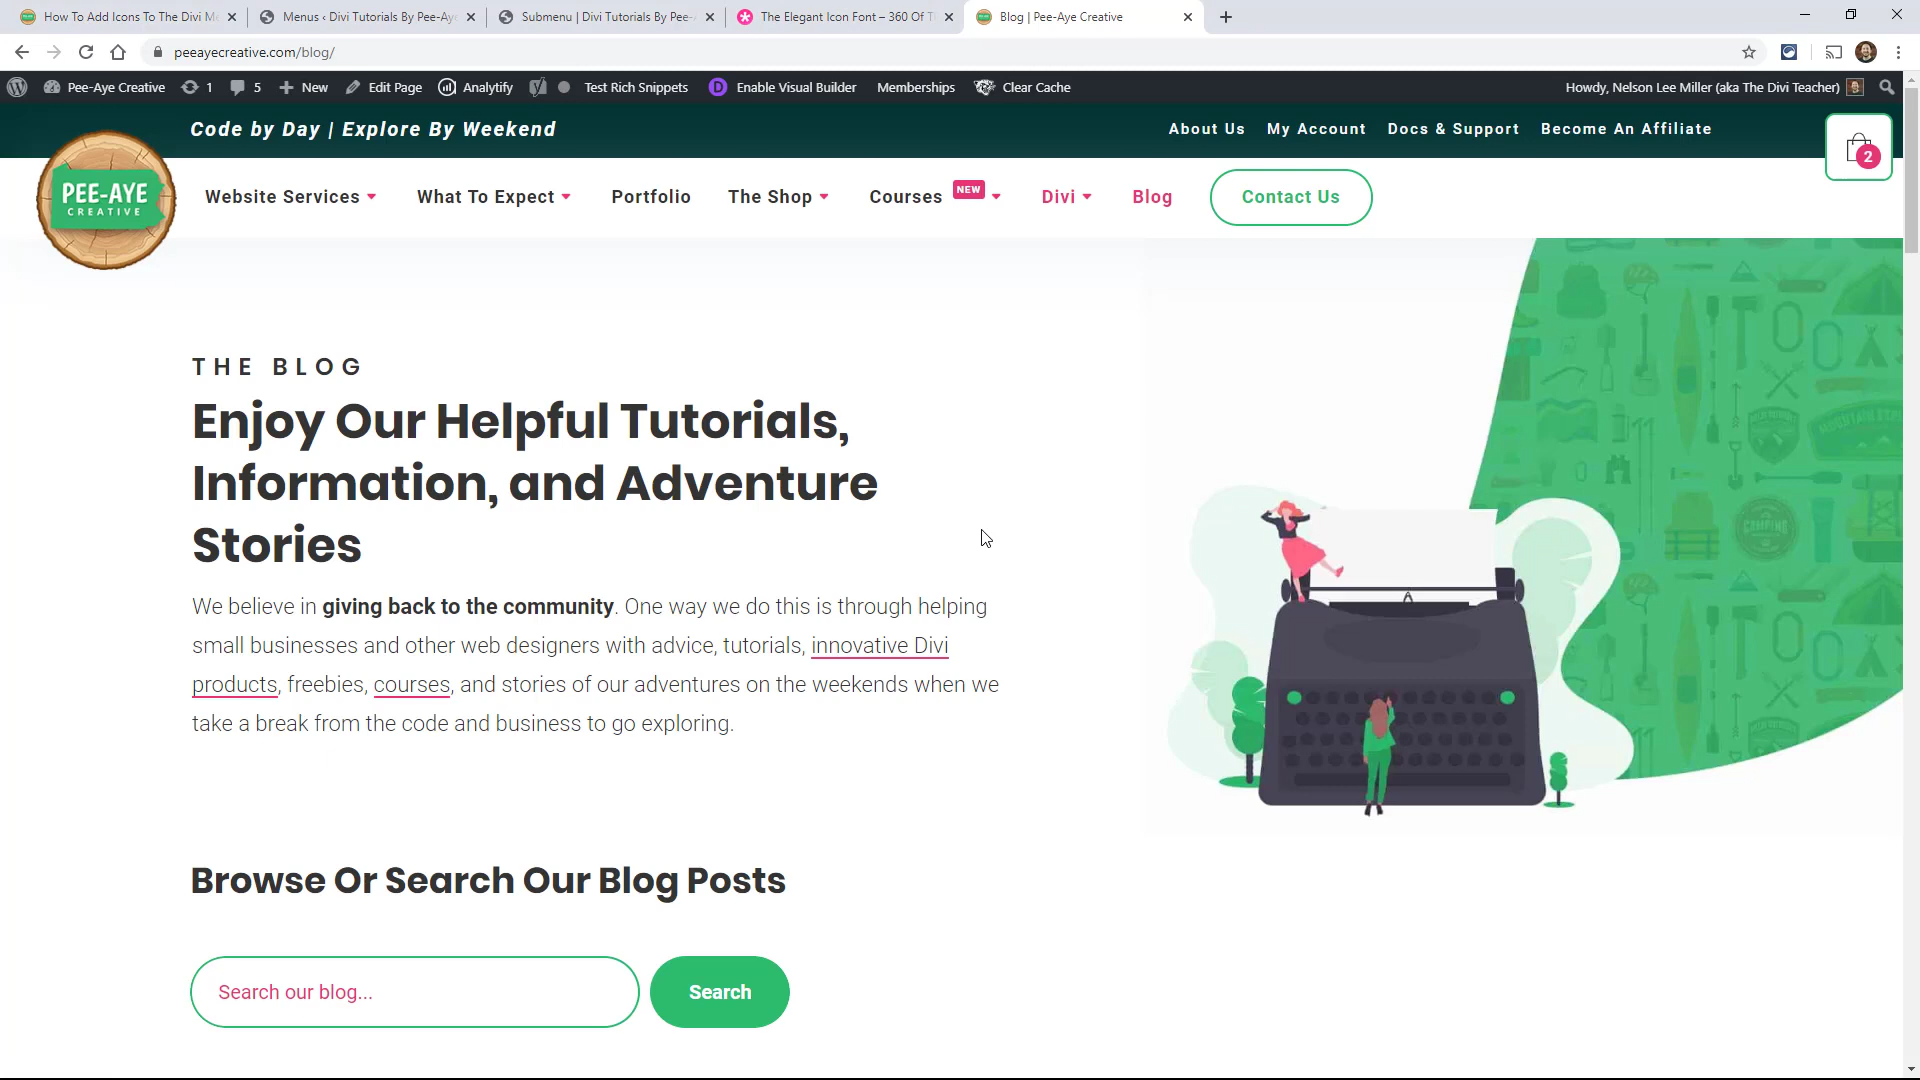 How To Add Icons To The Divi Me
Menus ‹ Divi Tutorials By Pee-Aye
Submenu | Divi Tutorials By Pee-
The Elegant Icon Font – 360 Of T
Blog | Pee-Aye Creative
peeayecreative.com/blog/
Pee-Aye Creative 1 5 New Edit Page Analytify Test Rich Snippets D Enable Visual Builder Memberships Clear Cache Howdy, Nelson Lee Miller (aka The Divi Teacher)
Code by Day | Explore By Weekend
About Us My Account Docs & Support Become An Affiliate
2
PEE-AYE
CREATIVE
Website Services What To Expect Portfolio The Shop Courses NEW Divi Blog Contact Us
THE BLOG
Enjoy Our Helpful Tutorials,
Information, and Adventure
Stories
We believe in giving back to the community. One way we do this is through helping
small businesses and other web designers with advice, tutorials, innovative Divi
products, freebies, courses, and stories of our adventures on the weekends when we
take a break from the code and business to go exploring.
CAMPING
Browse Or Search Our Blog Posts
Search our blog...
Search